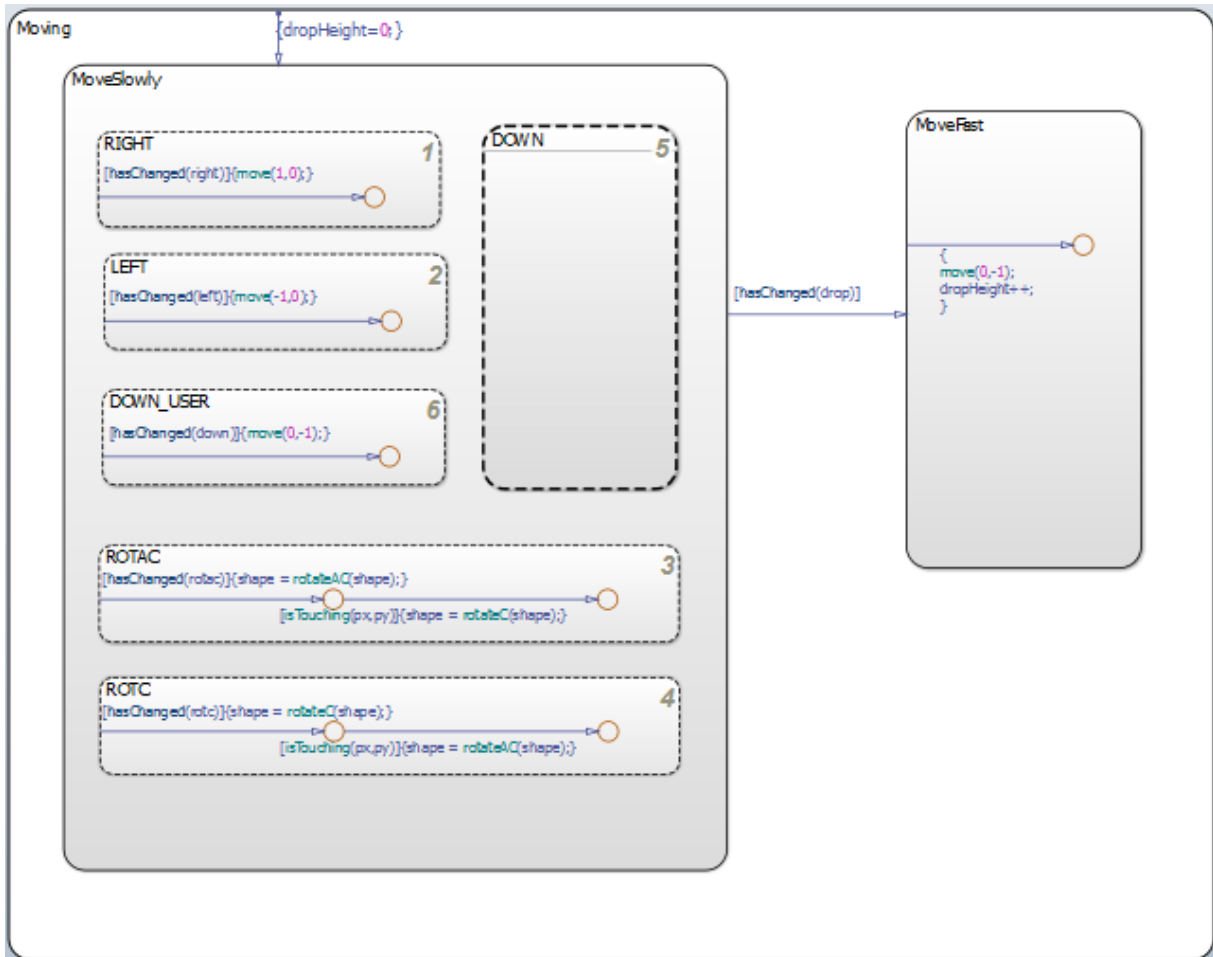 Moving
{dropHeight=0;}
MoveSlowly
RIGHT
1
[hasChanged(right)]{move(1,0);}
LEFT
2
[hasChanged(left)]{move(-1,0);}
DOWN_USER
6
[hasChanged(down)]{move(0,-1);}
DOWN
5
ROTAC
3
[hasChanged(rotac)]{shape = rotateAC(shape);}
[isTouching(px,py)]{shape = rotateC(shape);}
ROTC
4
[hasChanged(rotc)]{shape = rotateC(shape);}
[isTouching(px,py)]{shape = rotateAC(shape);}
[hasChanged(drop)]
MoveFast
{
move(0,-1);
dropHeight++;
}